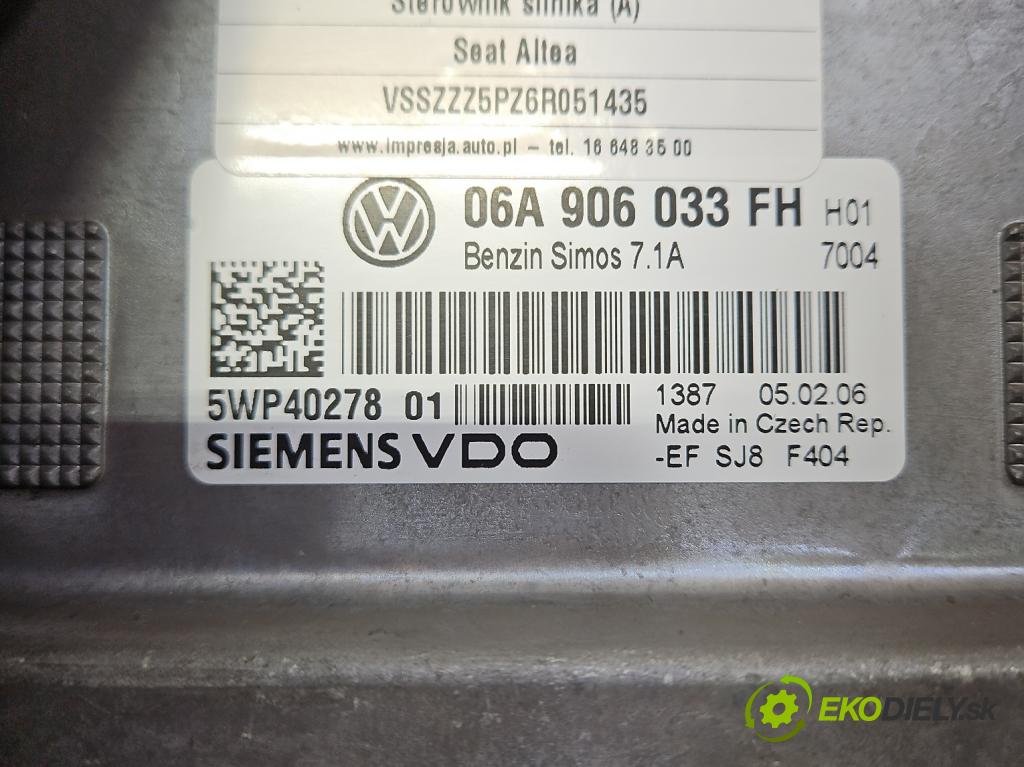 Sterownik silnika (A)
Seat Altea
VSSZZZ5PZ6R051435
www.impresja.auto.pl – tel. 16 648 35 00
06A 906 033 FH H01
Benzin Simos 7.1A 7004
5WP40278 01
1387 05.02.06
Made in Czech Rep.
SIEMENS VDO
-EF SJ8 F404
EKODIELY.sk